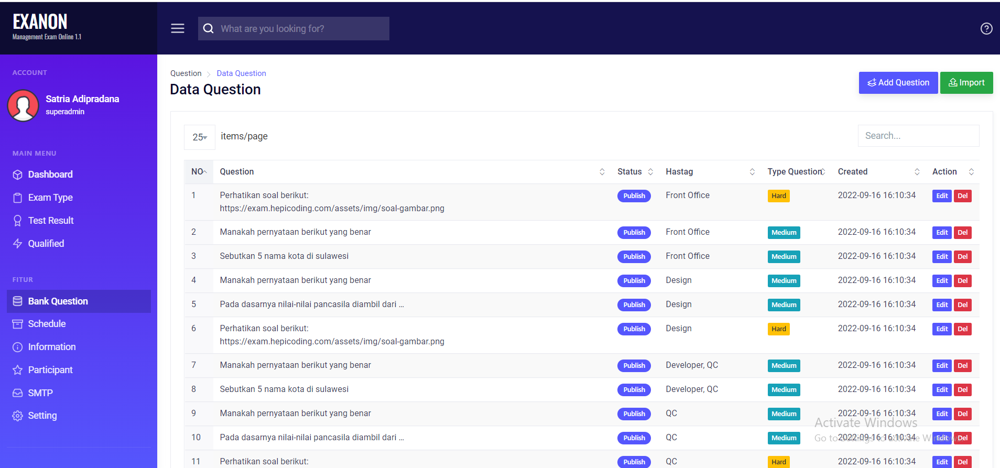 EXANON
Management Exam Online 1.1
What are you looking for?
ACCOUNT
Satria Adipradana
superadmin
MAIN MENU
Dashboard
Exam Type
Test Result
Qualified
FITUR
Bank Question
Schedule
Information
Participant
SMTP
Setting
Question Data Question
Data Question
Add Question Import
25 items/page
Search...
NO Question Status Hastag Type Question Created Action
1 Perhatikan soal berikut: Publish Front Office Hard 2022-09-16 16:10:34 Edit Del
https://exam.hepicoding.com/assets/img/soal-gambar.png
2 Manakah pernyataan berikut yang benar Publish Front Office Medium 2022-09-16 16:10:34 Edit Del
3 Sebutkan 5 nama kota di sulawesi Publish Front Office Medium 2022-09-16 16:10:34 Edit Del
4 Manakah pernyataan berikut yang benar Publish Design Medium 2022-09-16 16:10:34 Edit Del
5 Pada dasarnya nilai-nilai pancasila diambil dari ... Publish Design Medium 2022-09-16 16:10:34 Edit Del
6 Perhatikan soal berikut: Publish Design Hard 2022-09-16 16:10:34 Edit Del
https://exam.hepicoding.com/assets/img/soal-gambar.png
7 Manakah pernyataan berikut yang benar Publish Developer, QC Medium 2022-09-16 16:10:34 Edit Del
8 Sebutkan 5 nama kota di sulawesi Publish Developer, QC Medium 2022-09-16 16:10:34 Edit Del
9 Manakah pernyataan berikut yang benar Publish QC Medium 2022-09-16 16:10:34 Edit Del
Activate Windows
10 Pada dasarnya nilai-nilai pancasila diambil dari ... Publish QC Medium 2022-09-16 16:10:34 Edit Del
Go to Settings to activate Windows.
11 Perhatikan soal berikut: Publish QC Hard 2022-09-16 16:10:34 Edit Del